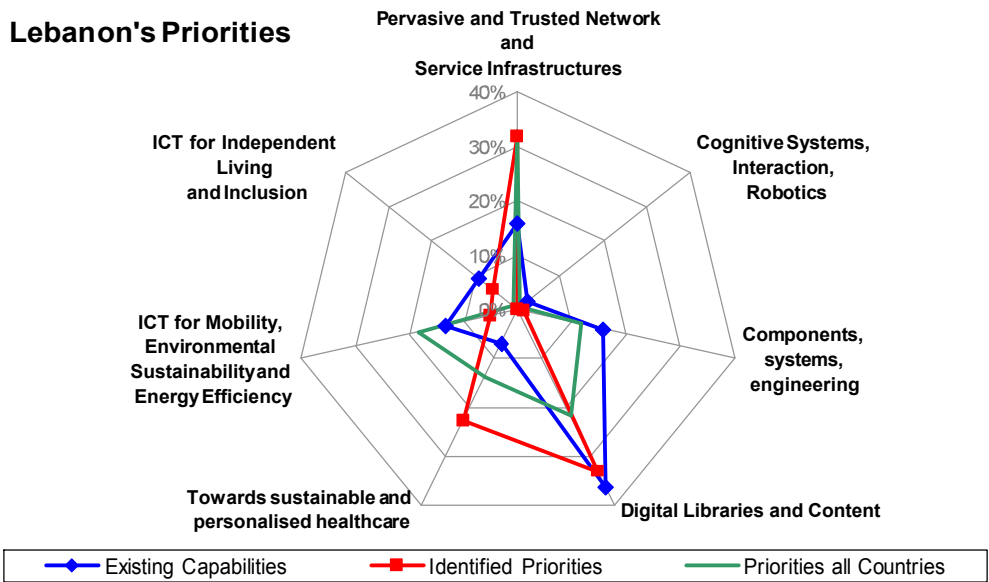 Lebanon's Priorities
Pervasive and Trusted Network
and
Service Infrastructures
40%
30%
20%
10%
0%
Cognitive Systems,
Interaction,
Robotics
Components,
systems,
engineering
Digital Libraries and Content
Towards sustainable and
personalised healthcare
ICT for Mobility,
Environmental
Sustainability and
Energy Efficiency
ICT for Independent
Living
and Inclusion
Existing Capabilities
Identified Priorities
Priorities all Countries